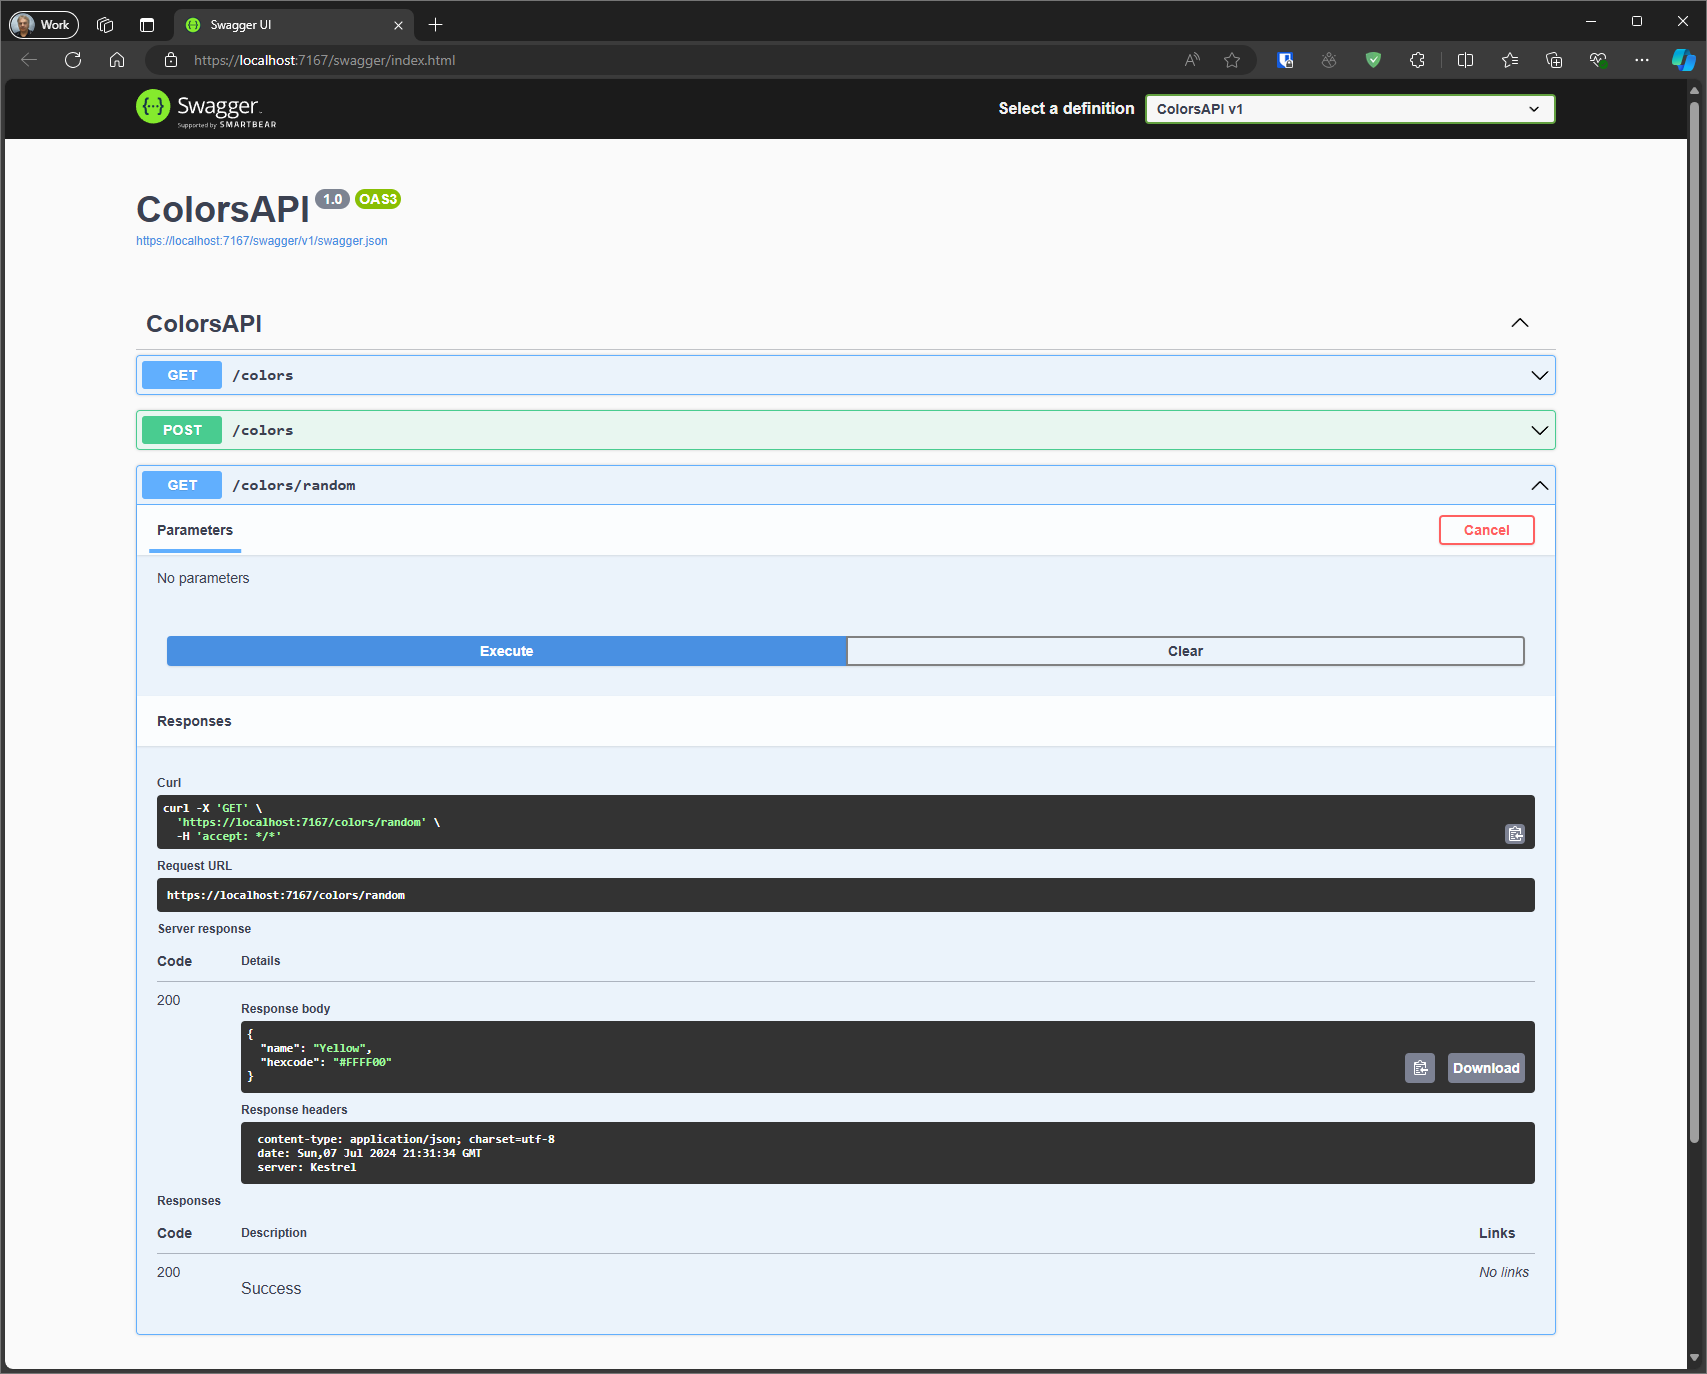 Work
Swagger UI
https://localhost:7167/swagger/index.html
Swagger
Supported by SMARTBEAR
Select a definition
ColorsAPI v1
ColorsAPI 1.0 OAS3
https://localhost:7167/swagger/v1/swagger.json
ColorsAPI
GET /colors
POST /colors
GET /colors/random
Parameters
Cancel
No parameters
Execute
Clear
Responses
Curl
curl -X 'GET' \
'https://localhost:7167/colors/random' \
-H 'accept: */*'
Request URL
https://localhost:7167/colors/random
Server response
Code Details
200
Response body
{
"name": "Yellow",
"hexcode": "#FFFF00"
}
Download
Response headers
content-type: application/json; charset=utf-8
date: Sun,07 Jul 2024 21:31:34 GMT
server: Kestrel
Responses
Code Description Links
200 No links
Success